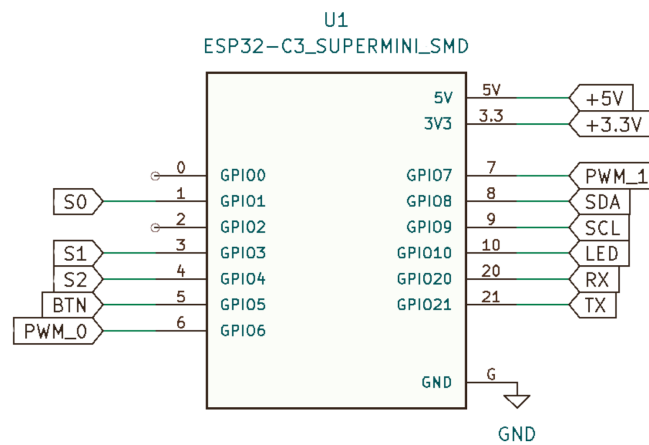 U1
ESP32-C3_SUPERMINI_SMD
5V 5V +5V
3V3 3.3 +3.3V
0 GPIO0 GPIO7 7 PWM_1
S0 1 GPIO1 GPIO8 8 SDA
2 GPIO2 GPIO9 9 SCL
S1 3 GPIO3 GPIO10 10 LED
S2 4 GPIO4 GPIO20 20 RX
BTN 5 GPIO5 GPIO21 21 TX
PWM_0 6 GPIO6
GND G
GND